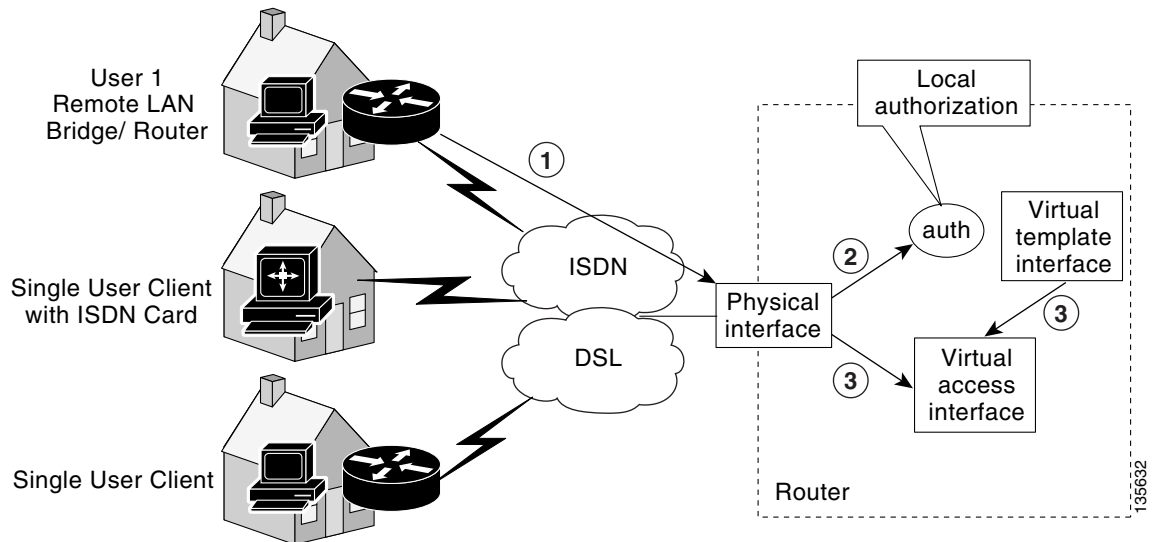 User 1
Remote LAN
Bridge/ Router
Single User Client
with ISDN Card
Single User Client
1
ISDN
DSL
Physical
interface
Local
authorization
auth
2
Virtual
template
interface
3
3
Virtual
access
interface
Router
135632